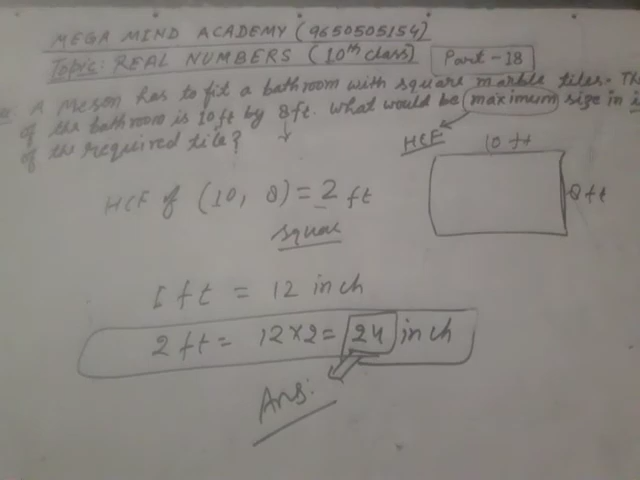 MEGA MIND ACADEMY (9650505154)
Topic: REAL NUMBERS (10th class) Part-18
A Meson has to fit a bathroom with square marble tiles. The
of the bathroom is 10 ft by 8 ft. what would be maximum size in
of the required tile?
HCF
10 ft
8 ft
HCF of (10, 8) = 2 ft
square
1 ft = 12 inch
2 ft = 12×2= 24 inch
Ans: